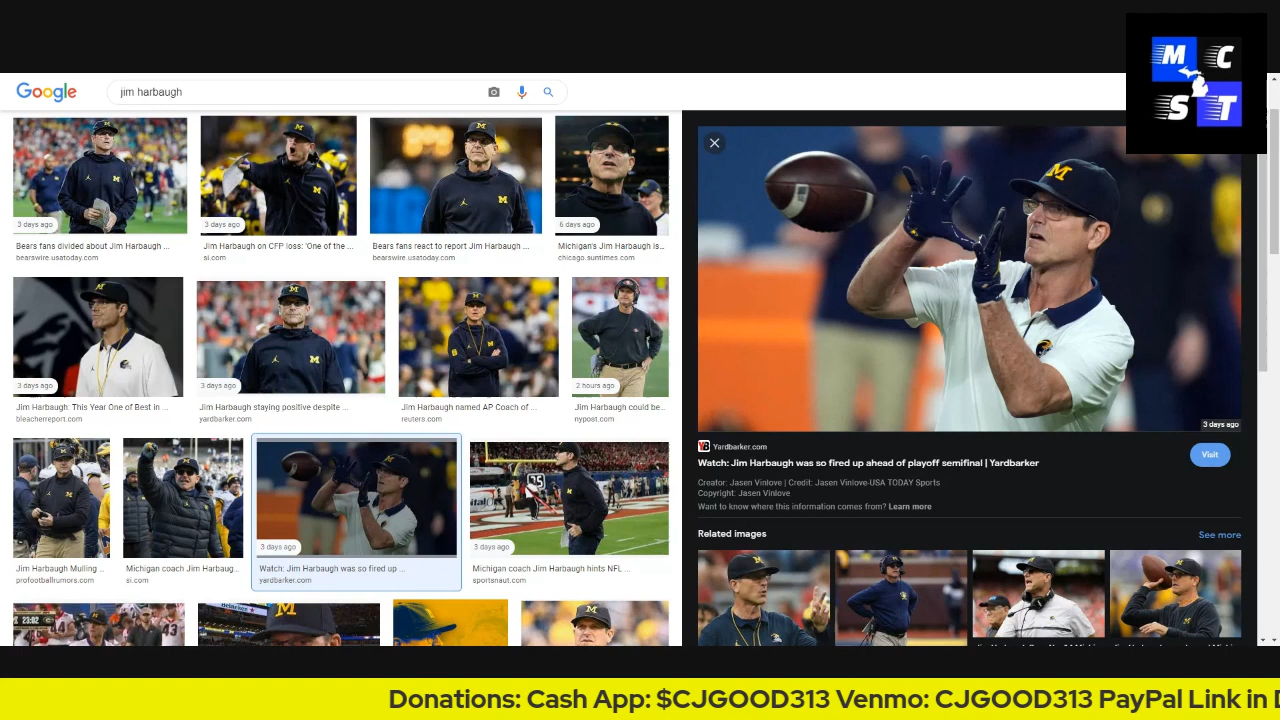 M C
S T
Google
jim harbaugh
3 days ago
3 days ago
6 days ago
Bears fans divided about Jim Harbaugh ...
bearswire.usatoday.com
Jim Harbaugh on CFP loss: 'One of the ...
si.com
Bears fans react to report Jim Harbaugh ...
bearswire.usatoday.com
Michigan's Jim Harbaugh is...
chicago.suntimes.com
3 days ago
3 days ago
2 hours ago
Jim Harbaugh: This Year One of Best in ...
bleacherreport.com
Jim Harbaugh staying positive despite ...
yardbarker.com
Jim Harbaugh named AP Coach of ...
reuters.com
Jim Harbaugh could be..
nypost.com
35
3 days ago
3 days ago
Jim Harbaugh Mulling ...
profootballrumors.com
Michigan coach Jim Harbaug..
si.com
Watch: Jim Harbaugh was so fired up ...
yardbarker.com
Michigan coach Jim Harbaugh hints NFL ...
sportsnaut.com
23:02
43
3 days ago
YB Yardbarker.com
Watch: Jim Harbaugh was so fired up ahead of playoff semifinal | Yardbarker
Visit
Creator: Jasen Vinlove | Credit: Jasen Vinlove-USA TODAY Sports
Copyright: Jasen Vinlove
Want to know where this information comes from? Learn more
Related images
See more
Donations: Cash App: $CJGOOD313 Venmo: CJGOOD313 PayPal Link in